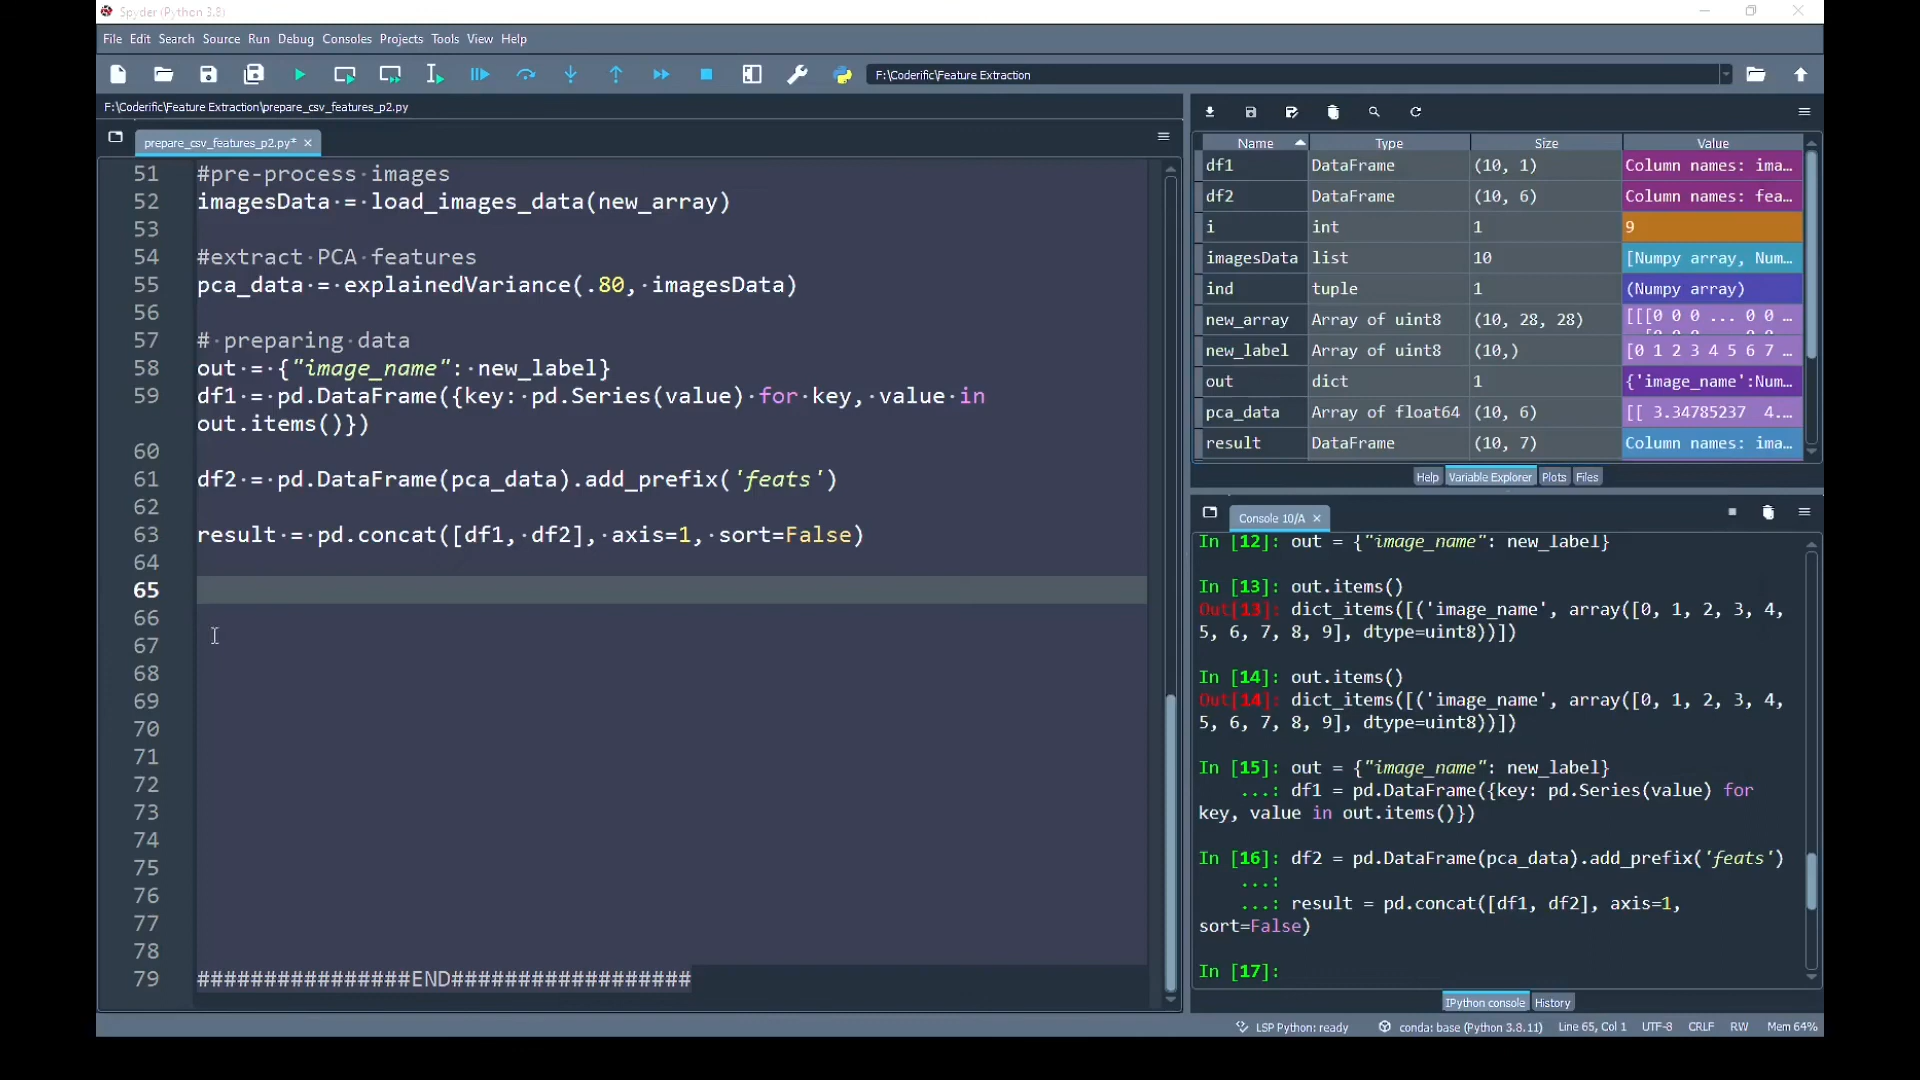 Spyder (Python 3.8)
File Edit Search Source Run Debug Consoles Projects Tools View Help
F:\Coderific\Feature Extraction
F:\Coderific\Feature Extraction\prepare_csv_features_p2.py
prepare_csv_features_p2.py*
51 #pre-process images
52 imagesData = load_images_data(new_array)
53
54 #extract PCA features
55 pca_data = explainedVariance(.80, imagesData)
56
57 # preparing data
58 out = {"image_name": new_label}
59 df1 = pd.DataFrame({key: pd.Series(value) for key, value in
out.items()})
60
61 df2 = pd.DataFrame(pca_data).add_prefix('feats')
62
63 result = pd.concat([df1, df2], axis=1, sort=False)
64
65
66
67
68
69
70
71
72
73
74
75
76
77
78
79 ################END##################
Name Type Size Value
df1 DataFrame (10, 1) Column names: ima…
df2 DataFrame (10, 6) Column names: fea…
i int 1 9
imagesData list 10 [Numpy array, Num…
ind tuple 1 (Numpy array)
new_array Array of uint8 (10, 28, 28) [[[0 0 0 ... 0 0 …
new_label Array of uint8 (10,) [0 1 2 3 4 5 6 7 …
out dict 1 {'image_name':Num…
pca_data Array of float64 (10, 6) [[ 3.34785237 4.…
result DataFrame (10, 7) Column names: ima…
Help Variable Explorer Plots Files
Console 10/A
In [12]: out = {"image_name": new_label}
In [13]: out.items()
Out[13]: dict_items([('image_name', array([0, 1, 2, 3, 4,
5, 6, 7, 8, 9], dtype=uint8))])
In [14]: out.items()
Out[14]: dict_items([('image_name', array([0, 1, 2, 3, 4,
5, 6, 7, 8, 9], dtype=uint8))])
In [15]: out = {"image_name": new_label}
...: df1 = pd.DataFrame({key: pd.Series(value) for
key, value in out.items()})
In [16]: df2 = pd.DataFrame(pca_data).add_prefix('feats')
...:
...: result = pd.concat([df1, df2], axis=1,
sort=False)
In [17]:
IPython console History
LSP Python: ready conda: base (Python 3.8.11) Line 65, Col 1 UTF-8 CRLF RW Mem 64%